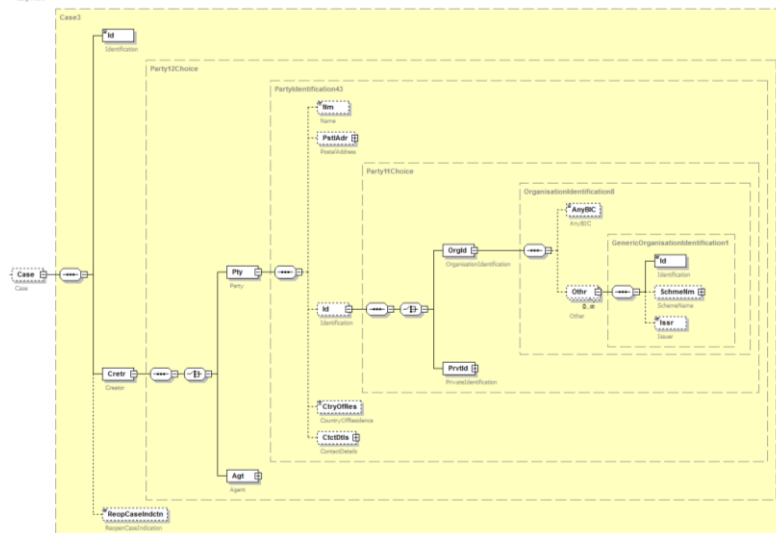 Case3
Id
Identification
Party12Choice
PartyIdentification43
Nm
Name
PstlAdr
PostalAddress
Party11Choice
OrganisationIdentification8
AnyBIC
AnyBIC
GenericOrganisationIdentification1
OrgId
OrganisationIdentification
Id
Identification
Case
Case
Pty
Party
Othr
0..∞
Other
SchmeNm
SchemeName
Id
Identification
Issr
Issuer
Cretr
Creator
PrvtId
PrivateIdentification
CtryOfRes
CountryOfResidence
CtctDtls
ContactDetails
Agt
Agent
ReopCaseIndctn
ReopenCaseIndication